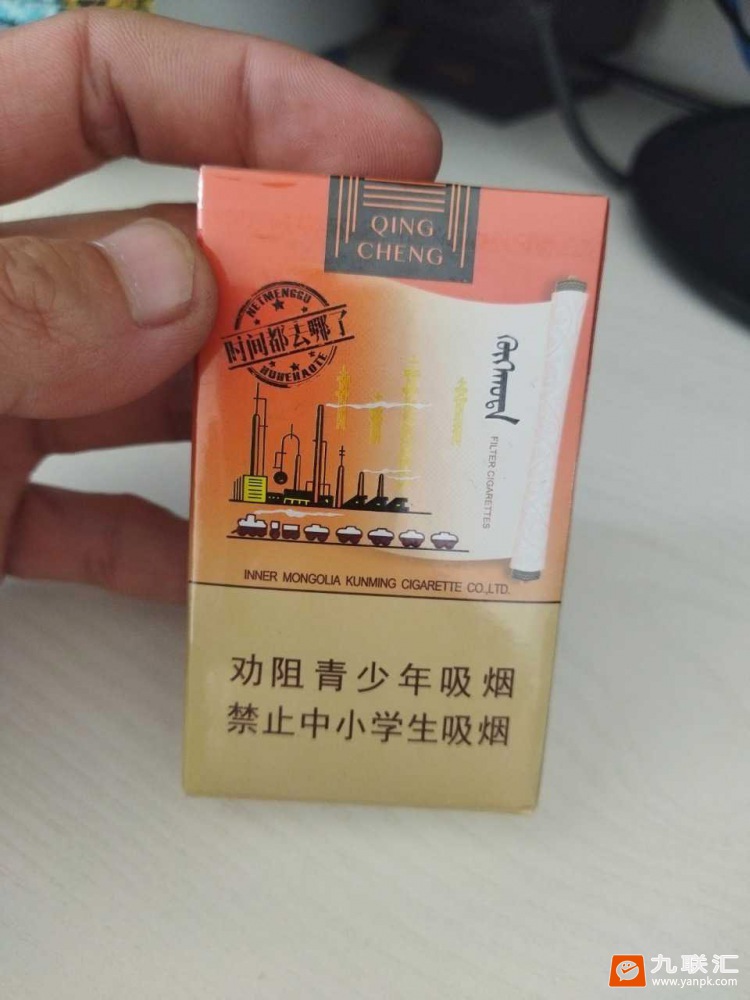 QING
CHENG
NEIMENGGU
时间都去哪了
HUHEHAOTE
FILTER CIGARETTES
INNER MONGOLIA KUNMING CIGARETTE CO.,LTD.
劝阻青少年吸烟
禁止中小学生吸烟
九联汇
www.yanpk.com